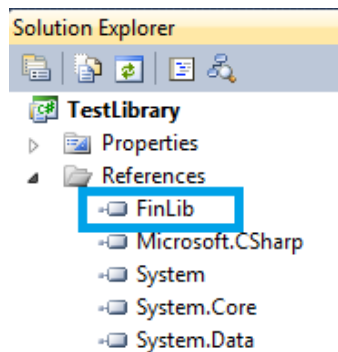 Solution Explorer
TestLibrary
Properties
References
FinLib
Microsoft.CSharp
System
System.Core
System.Data